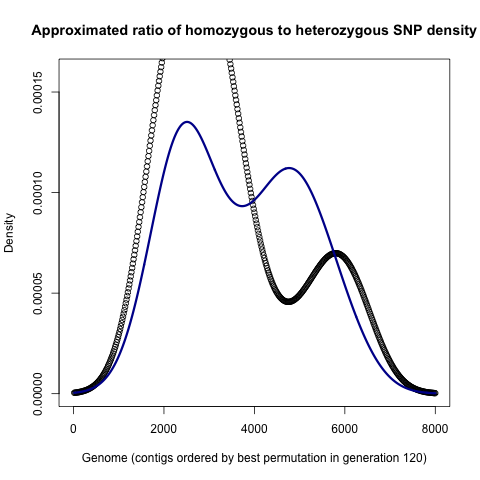 Approximated ratio of homozygous to heterozygous SNP density
Density
0.00015
0.00010
0.00005
0.00000
0 2000 4000 6000 8000
Genome (contigs ordered by best permutation in generation 120)